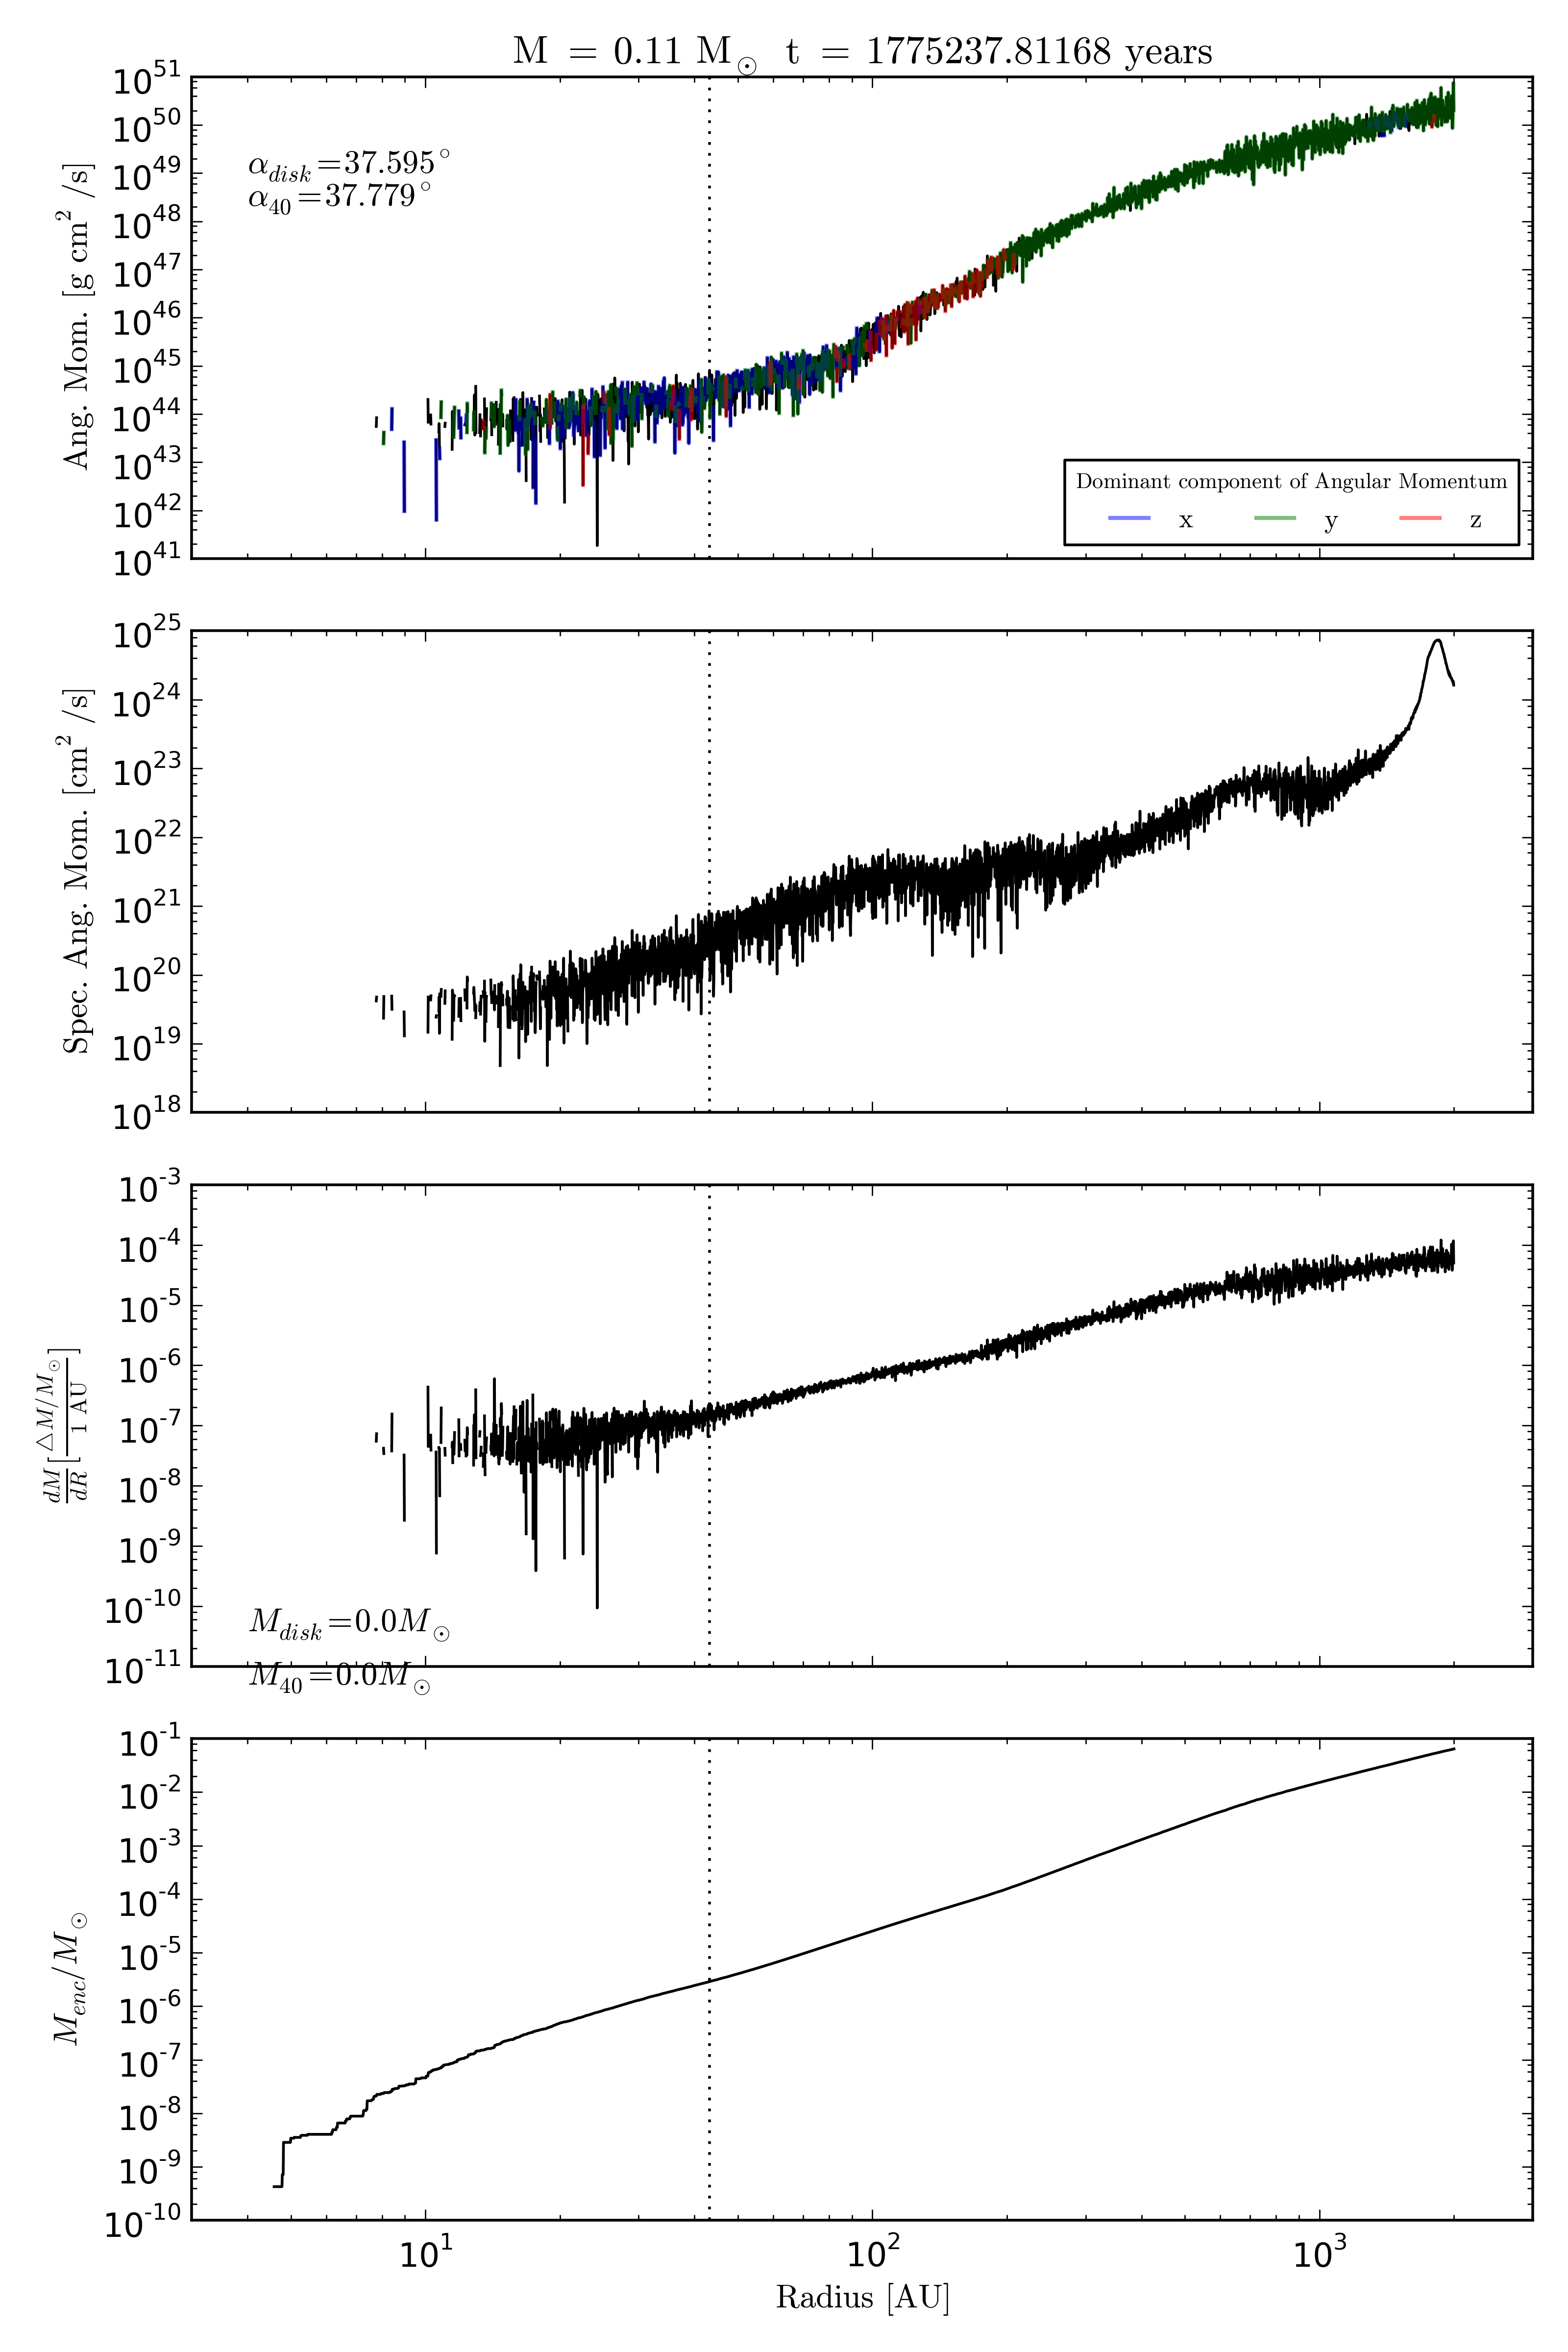 M = 0.11 M⊙ t = 1775237.81168 years
10^51
10^50
10^49
10^48
10^47
10^46
10^45
10^44
10^43
10^42
10^41
Ang. Mom. [g cm^2 /s]
α_disk=37.595°
α_40=37.779°
Dominant component of Angular Momentum
x y z
10^25
10^24
10^23
10^22
10^21
10^20
10^19
10^18
Spec. Ang. Mom. [cm^2 /s]
10^-3
10^-4
10^-5
10^-6
10^-7
10^-8
10^-9
10^-10
10^-11
dM/dR [△M/M⊙ / 1 AU]
M_disk=0.0M⊙
M_40=0.0M⊙
10^-1
10^-2
10^-3
10^-4
10^-5
10^-6
10^-7
10^-8
10^-9
10^-10
M_enc/M⊙
10^1 10^2 10^3
Radius [AU]